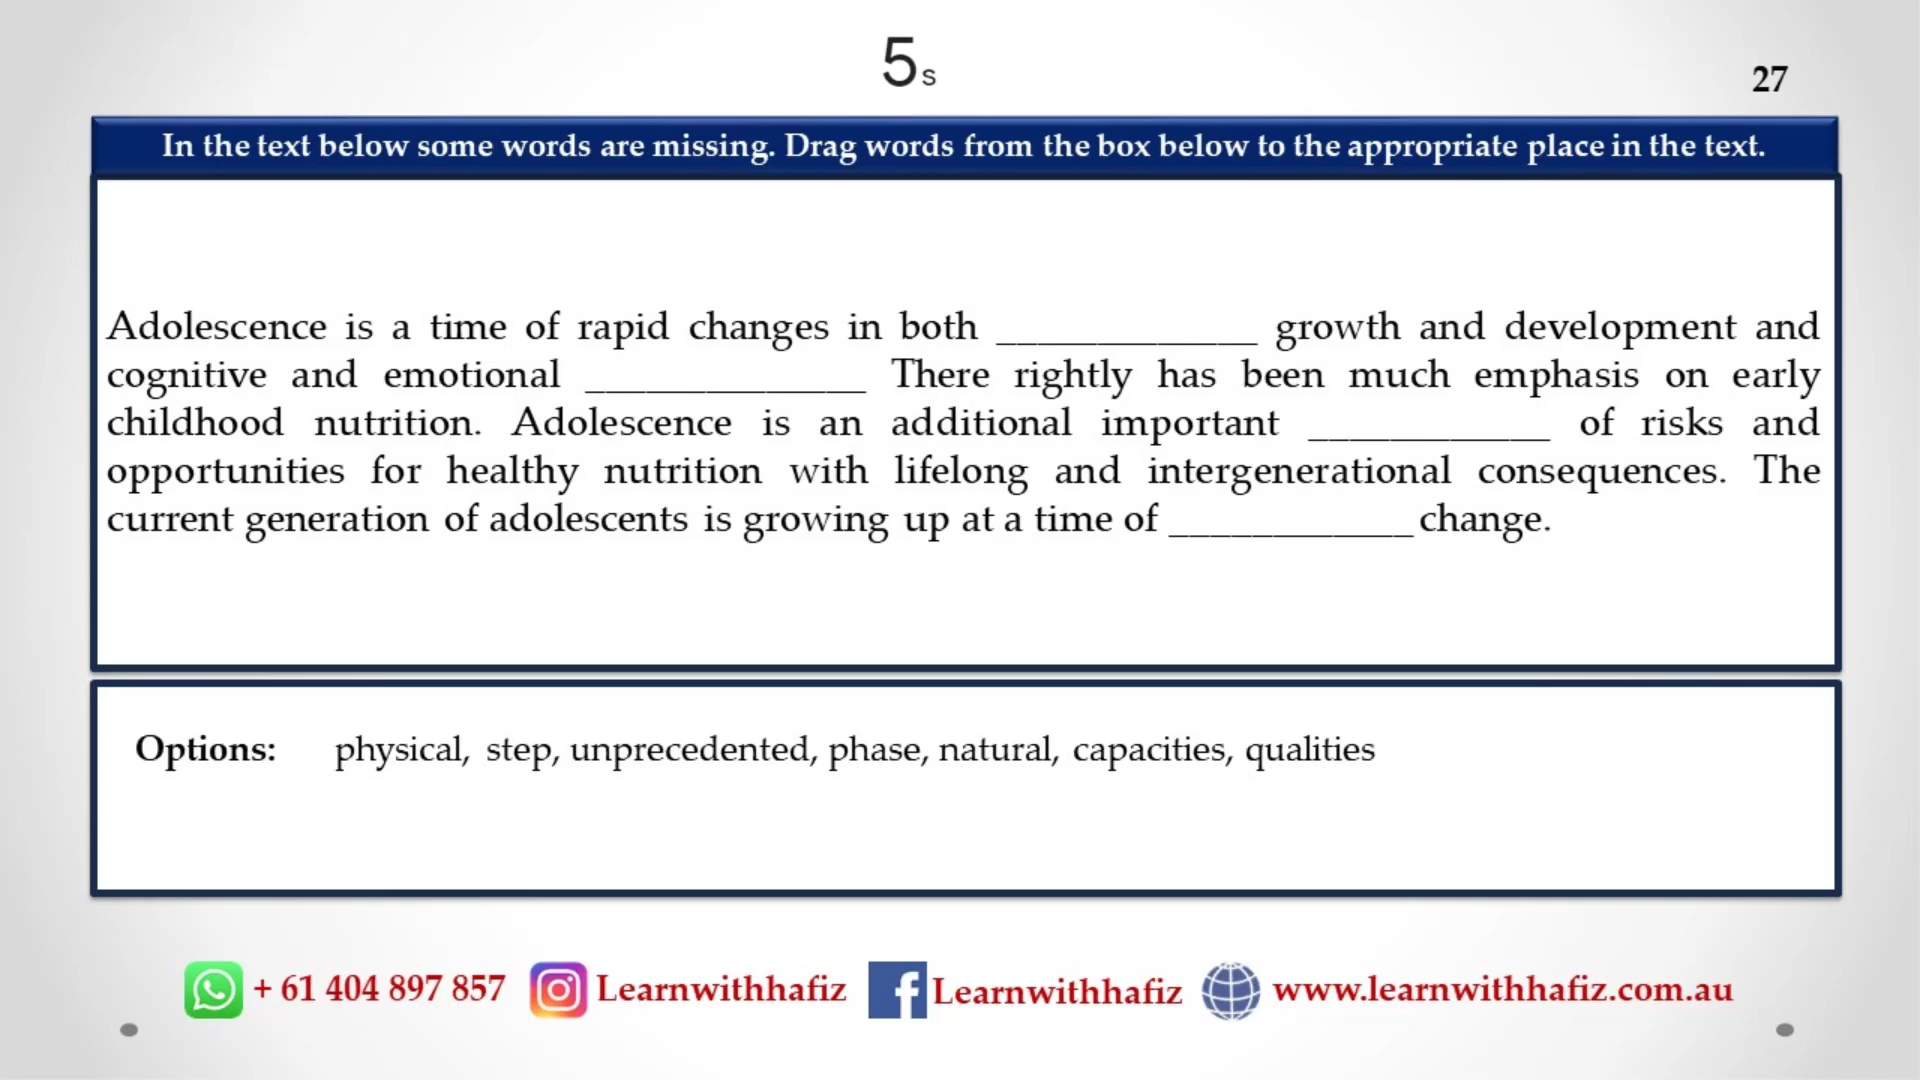 5s
27
In the text below some words are missing. Drag words from the box below to the appropriate place in the text.
Adolescence is a time of rapid changes in both _____________ growth and development and
cognitive and emotional ______________ There rightly has been much emphasis on early
childhood nutrition. Adolescence is an additional important ____________ of risks and
opportunities for healthy nutrition with lifelong and intergenerational consequences. The
current generation of adolescents is growing up at a time of ____________ change.
Options: physical, step, unprecedented, phase, natural, capacities, qualities
+ 61 404 897 857 Learnwithhafiz Learnwithhafiz www.learnwithhafiz.com.au